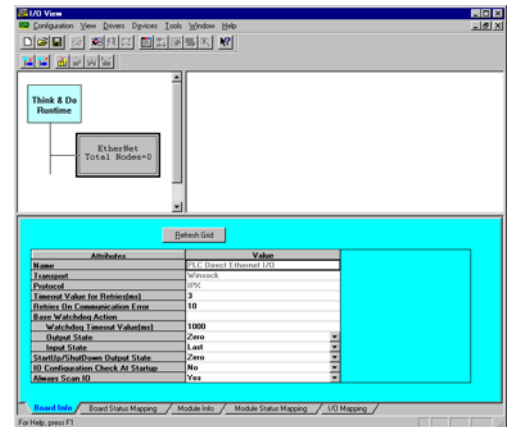 I/O View
Configuration View Drivers Devices Tools Window Help
Think & Do
Runtime
EtherNet
Total Nodes=0
Refresh Grid
Attributes Value
Name PLC Direct Ethernet I/O
Transport Winsock
Protocol IPX
Timeout Value for Retries(ms) 3
Retries On Communication Error 10
Base Watchdog Action
Watchdog Timeout Value(ms) 1000
Output State Zero
Input State Last
StartUp/ShutDown Output State Zero
IO Configuration Check At Startup No
Always Scan IO Yes
Board Info Board Status Mapping Module Info Module Status Mapping I/O Mapping
For Help, press F1